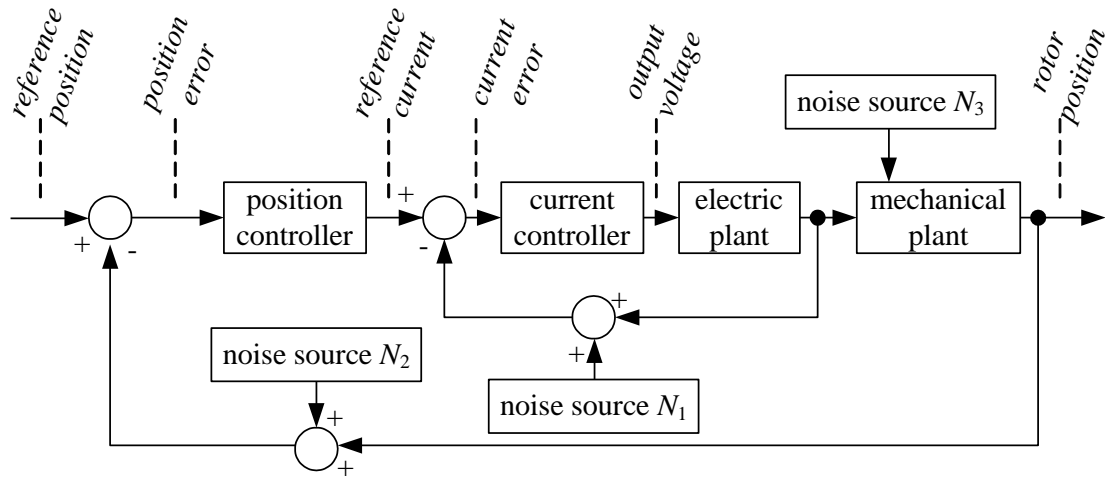 reference
position
position
error
reference
current
current
error
output
voltage
rotor
position
noise source N3
+
-
position
controller
+
-
current
controller
electric
plant
mechanical
plant
+
+
noise source N1
noise source N2
+
+